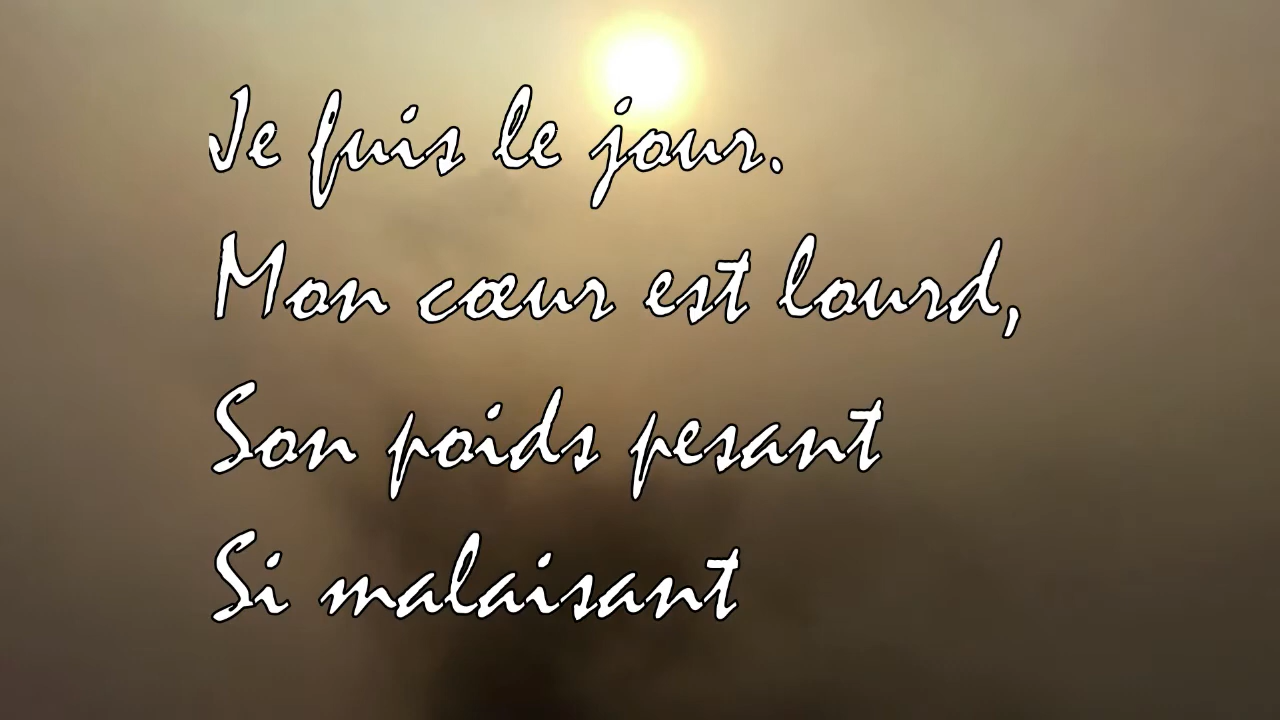 Je fuis le jour.
Mon cœur est lourd,
Son poids pesant
Si malaisant